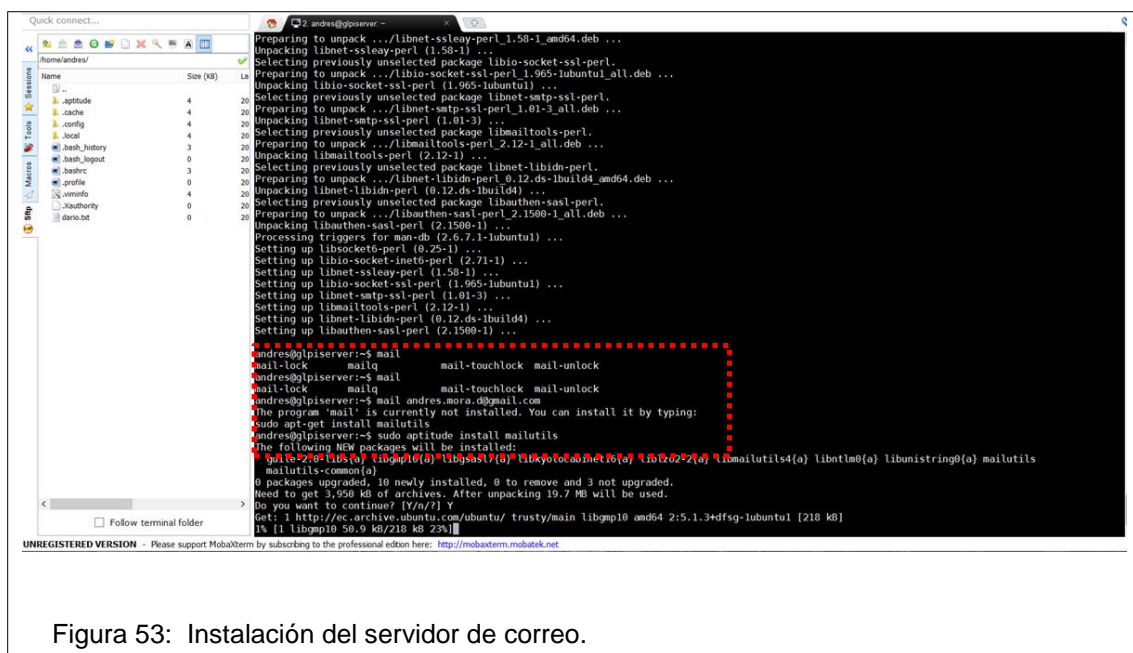 Quick connect...
2. andres@glpiserver: ~
/home/andres/
Name Size (KB) La
..
.aptitude 4 20
.cache 4 20
.config 4 20
.local 4 20
.bash_history 3 20
.bash_logout 0 20
.bashrc 3 20
.profile 0 20
.viminfo 4 20
.Xauthority 0 20
dario.txt 0 20
Sessions
Tools
Macros
Sftp
Preparing to unpack .../libnet-ssleay-perl_1.58-1_amd64.deb ...
Unpacking libnet-ssleay-perl (1.58-1) ...
Selecting previously unselected package libio-socket-ssl-perl.
Preparing to unpack .../libio-socket-ssl-perl_1.965-1ubuntu1_all.deb ...
Unpacking libio-socket-ssl-perl (1.965-1ubuntu1) ...
Selecting previously unselected package libnet-smtp-ssl-perl.
Preparing to unpack .../libnet-smtp-ssl-perl_1.01-3_all.deb ...
Unpacking libnet-smtp-ssl-perl (1.01-3) ...
Selecting previously unselected package libmailtools-perl.
Preparing to unpack .../libmailtools-perl_2.12-1_all.deb ...
Unpacking libmailtools-perl (2.12-1) ...
Selecting previously unselected package libnet-libidn-perl.
Preparing to unpack .../libnet-libidn-perl_0.12.ds-1build4_amd64.deb ...
Unpacking libnet-libidn-perl (0.12.ds-1build4) ...
Selecting previously unselected package libauthen-sasl-perl.
Preparing to unpack .../libauthen-sasl-perl_2.1500-1_all.deb ...
Unpacking libauthen-sasl-perl (2.1500-1) ...
Processing triggers for man-db (2.6.7.1-1ubuntu1) ...
Setting up libsocket6-perl (0.25-1) ...
Setting up libio-socket-inet6-perl (2.71-1) ...
Setting up libnet-ssleay-perl (1.58-1) ...
Setting up libio-socket-ssl-perl (1.965-1ubuntu1) ...
Setting up libnet-smtp-ssl-perl (1.01-3) ...
Setting up libmailtools-perl (2.12-1) ...
Setting up libnet-libidn-perl (0.12.ds-1build4) ...
Setting up libauthen-sasl-perl (2.1500-1) ...
andres@glpiserver:~$ mail
mail-lock mailq mail-touchlock mail-unlock
andres@glpiserver:~$ mail
mail-lock mailq mail-touchlock mail-unlock
andres@glpiserver:~$ mail andres.mora.d@gmail.com
The program 'mail' is currently not installed. You can install it by typing:
sudo apt-get install mailutils
andres@glpiserver:~$ sudo aptitude install mailutils
The following NEW packages will be installed:
guile-2.0-libs{a} libgmp10{a} libgsasl7{a} libkyotocabinet16{a} liblzo2-2{a} libmailutils4{a} libntlm0{a} libunistring0{a} mailutils
mailutils-common{a}
0 packages upgraded, 10 newly installed, 0 to remove and 3 not upgraded.
Need to get 3,950 kB of archives. After unpacking 19.7 MB will be used.
Do you want to continue? [Y/n/?] Y
Get: 1 http://ec.archive.ubuntu.com/ubuntu/ trusty/main libgmp10 amd64 2:5.1.3+dfsg-1ubuntu1 [218 kB]
1% [1 libgmp10 50.9 kB/218 kB 23%]
Follow terminal folder
UNREGISTERED VERSION - Please support MobaXterm by subscribing to the professional edition here: http://mobaxterm.mobatek.net
Figura 53: Instalación del servidor de correo.